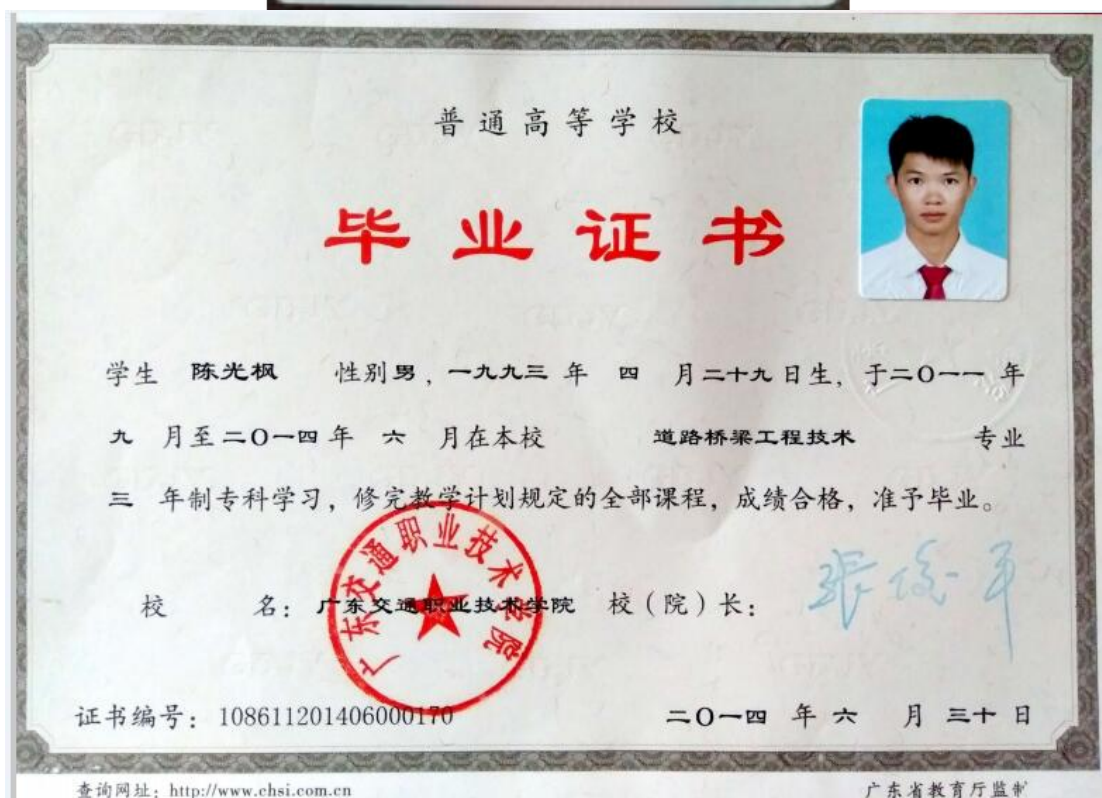 普通高等学校
毕业证书
学生 陈光枫 性别男，一九九三 年 四 月二十九日生，于二〇一一 年
九 月至二〇一四年 六 月在本校 道路桥梁工程技术 专业
三 年制专科学习，修完教学计划规定的全部课程，成绩合格，准予毕业。
广东交通职业技术学院
校 名：广东交通职业技术学院 校（院）长：张俊平
证书编号：108611201406000170 二〇一四 年 六 月 三十 日
查询网址：http://www.chsi.com.cn 广东省教育厅监制